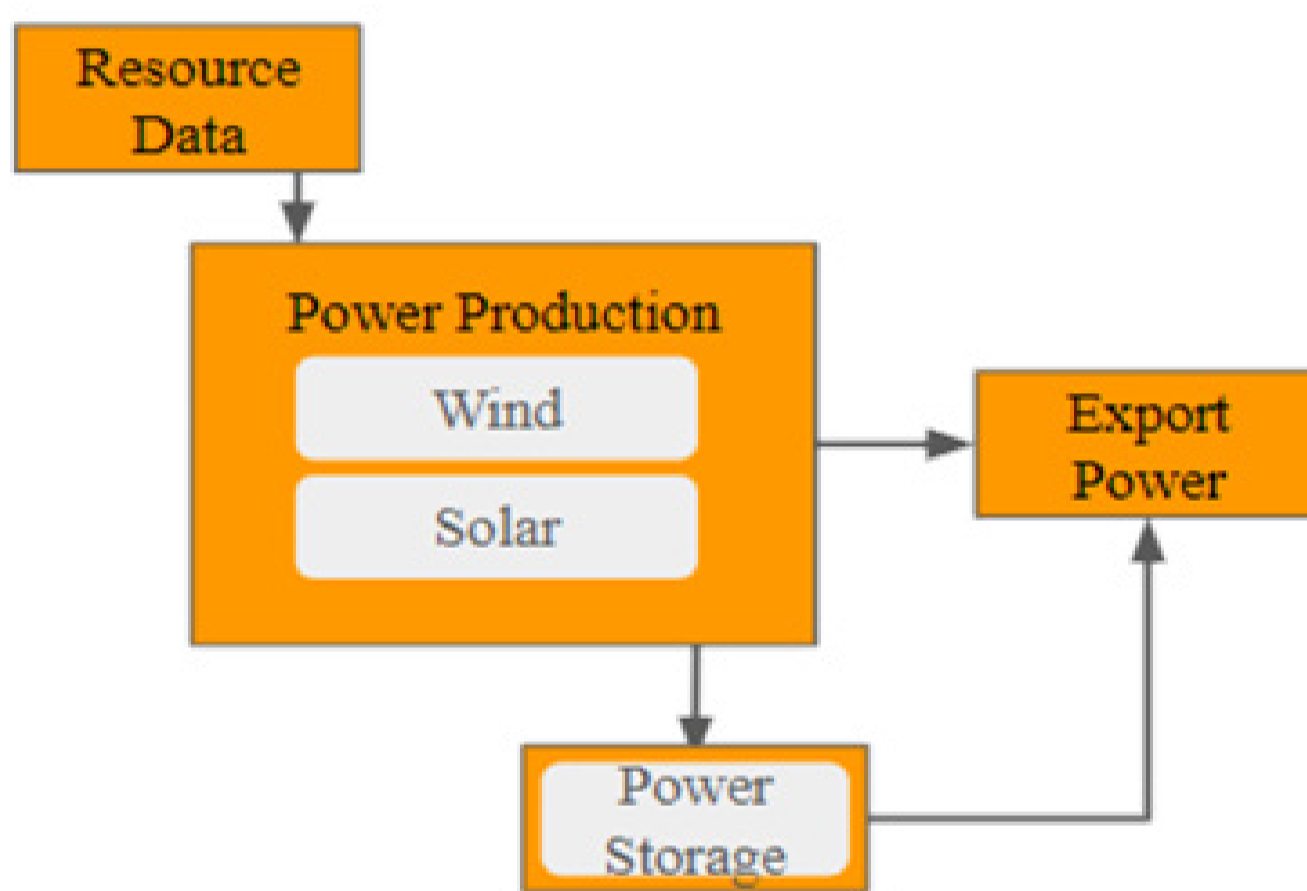 Resource
Data
Power Production
Wind
Solar
Export
Power
Power
Storage